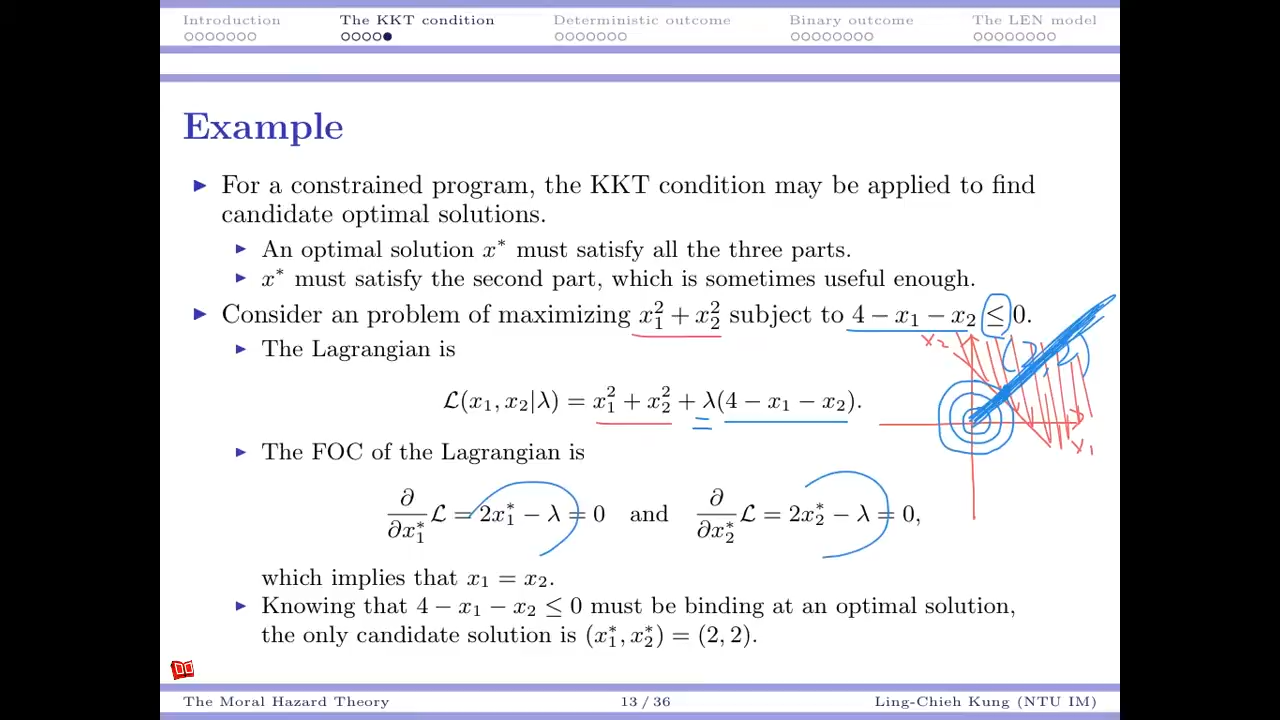 Introduction The KKT condition Deterministic outcome Binary outcome The LEN model
Example
For a constrained program, the KKT condition may be applied to find
candidate optimal solutions.
An optimal solution x* must satisfy all the three parts.
x* must satisfy the second part, which is sometimes useful enough.
Consider an problem of maximizing x₁² + x₂² subject to 4 − x₁ − x₂ ≤ 0.
The Lagrangian is
x₂
ℒ(x₁, x₂|λ) = x₁² + x₂² + λ(4 − x₁ − x₂).
x₁
The FOC of the Lagrangian is
∂/∂x₁* ℒ = 2x₁* − λ = 0 and ∂/∂x₂* ℒ = 2x₂* − λ = 0,
which implies that x₁ = x₂.
Knowing that 4 − x₁ − x₂ ≤ 0 must be binding at an optimal solution,
the only candidate solution is (x₁*, x₂*) = (2, 2).
The Moral Hazard Theory 13 / 36 Ling-Chieh Kung (NTU IM)